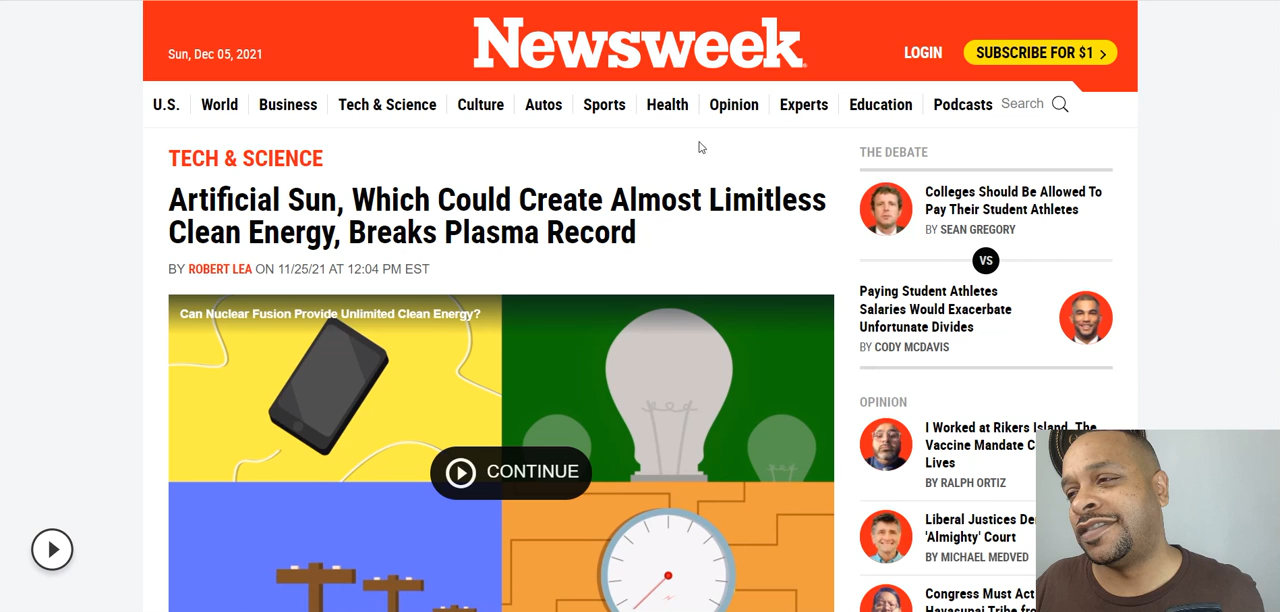 Sun, Dec 05, 2021
Newsweek
LOGIN
SUBSCRIBE FOR $1 >
U.S. World Business Tech & Science Culture Autos Sports Health Opinion Experts Education Podcasts Search
TECH & SCIENCE
Artificial Sun, Which Could Create Almost Limitless
Clean Energy, Breaks Plasma Record
BY ROBERT LEA ON 11/25/21 AT 12:04 PM EST
Can Nuclear Fusion Provide Unlimited Clean Energy?
CONTINUE
THE DEBATE
Colleges Should Be Allowed To
Pay Their Student Athletes
BY SEAN GREGORY
VS
Paying Student Athletes
Salaries Would Exacerbate
Unfortunate Divides
BY CODY MCDAVIS
OPINION
I Worked at Rikers Island. The
Vaccine Mandate C
Lives
BY RALPH ORTIZ
Liberal Justices De
'Almighty' Court
BY MICHAEL MEDVED
Congress Must Act
Havasupai Tribe fro